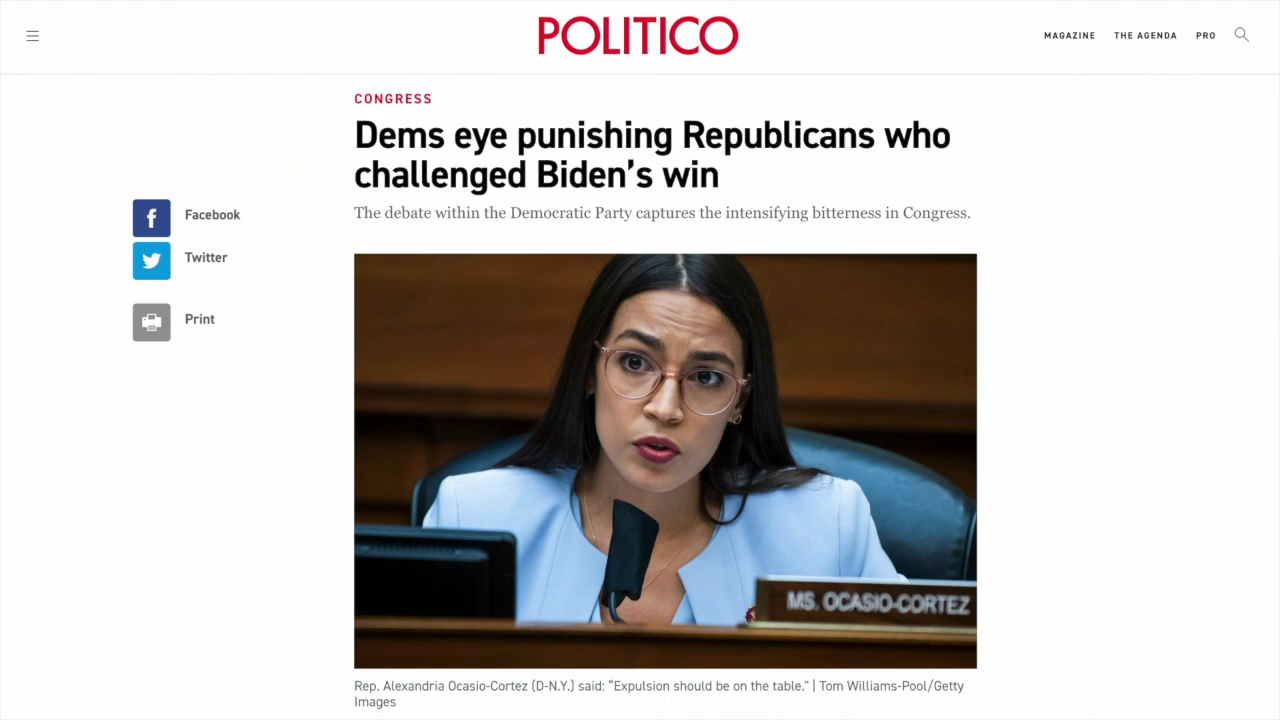 POLITICO
MAGAZINE THE AGENDA PRO
CONGRESS
Dems eye punishing Republicans who
challenged Biden’s win
The debate within the Democratic Party captures the intensifying bitterness in Congress.
f Facebook
Twitter
Print
MS. OCASIO-CORTEZ
Rep. Alexandria Ocasio-Cortez (D-N.Y.) said: “Expulsion should be on the table." | Tom Williams-Pool/Getty
Images